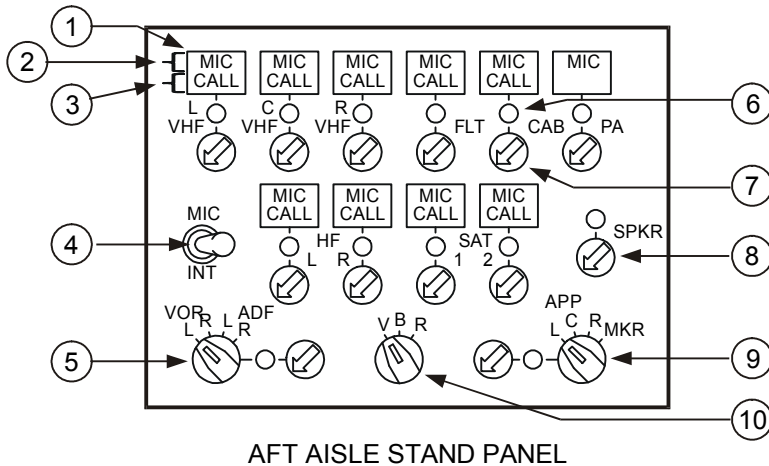 1
2
3
4
5
6
7
8
9
10
MIC CALL
MIC CALL
MIC CALL
MIC CALL
MIC CALL
MIC
L VHF
C VHF
R VHF
FLT
CAB
PA
MIC
INT
MIC CALL
MIC CALL
MIC CALL
MIC CALL
HF
L
R
SAT
1
2
SPKR
VOR
L R
ADF
L R
V B R
APP
L C R
MKR
AFT AISLE STAND PANEL